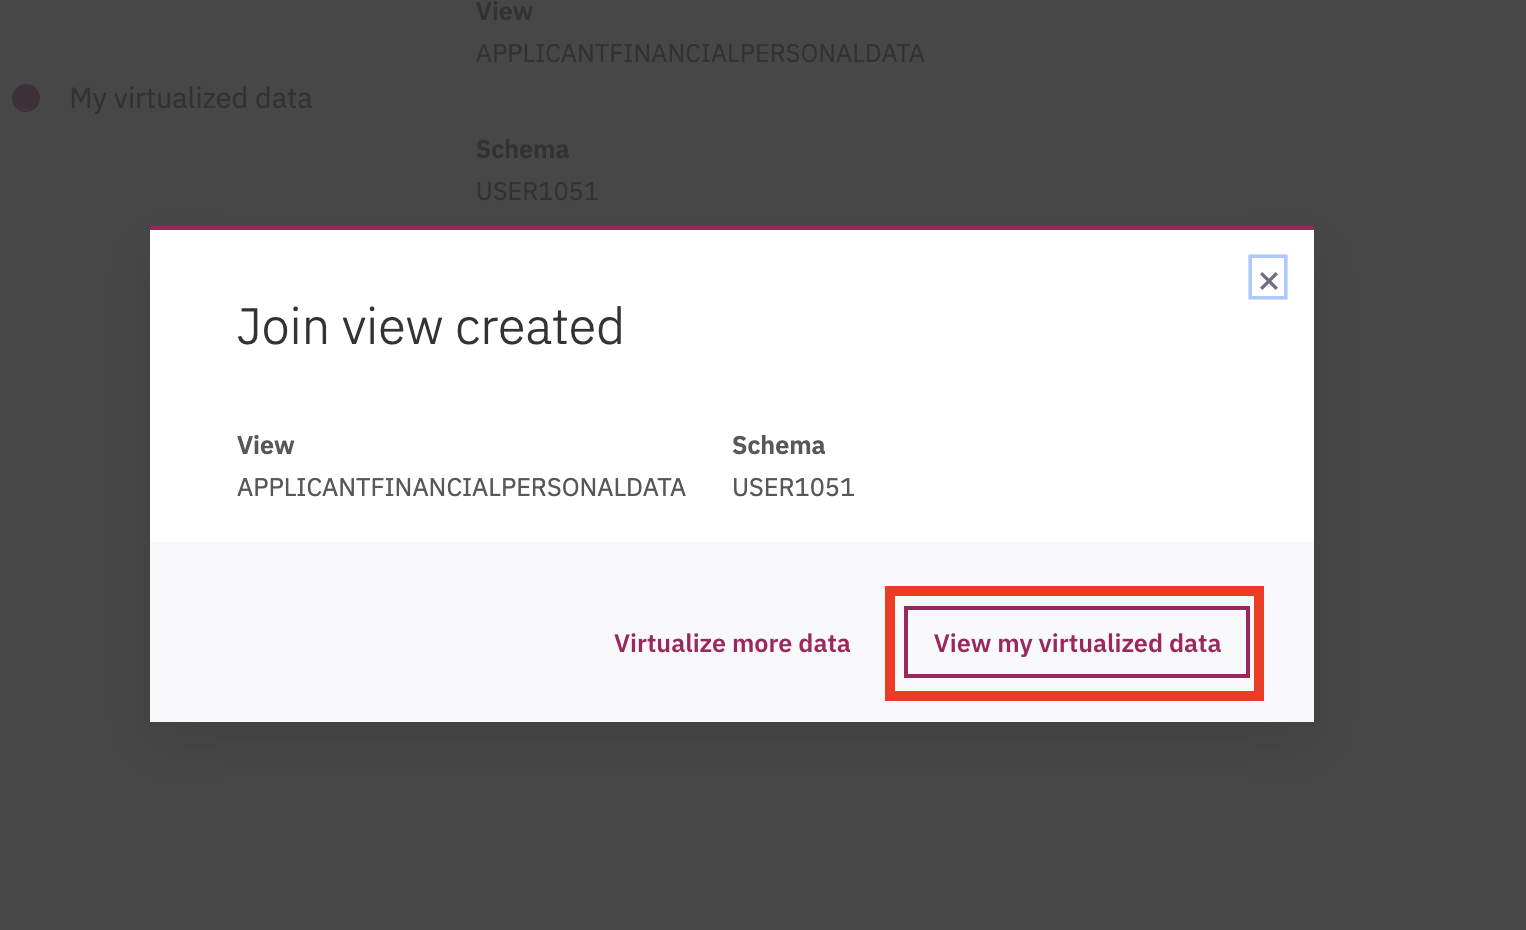 View
APPLICANTFINANCIALPERSONALDATA
My virtualized data
Schema
USER1051
Join view created
View
Schema
APPLICANTFINANCIALPERSONALDATA
USER1051
Virtualize more data
View my virtualized data